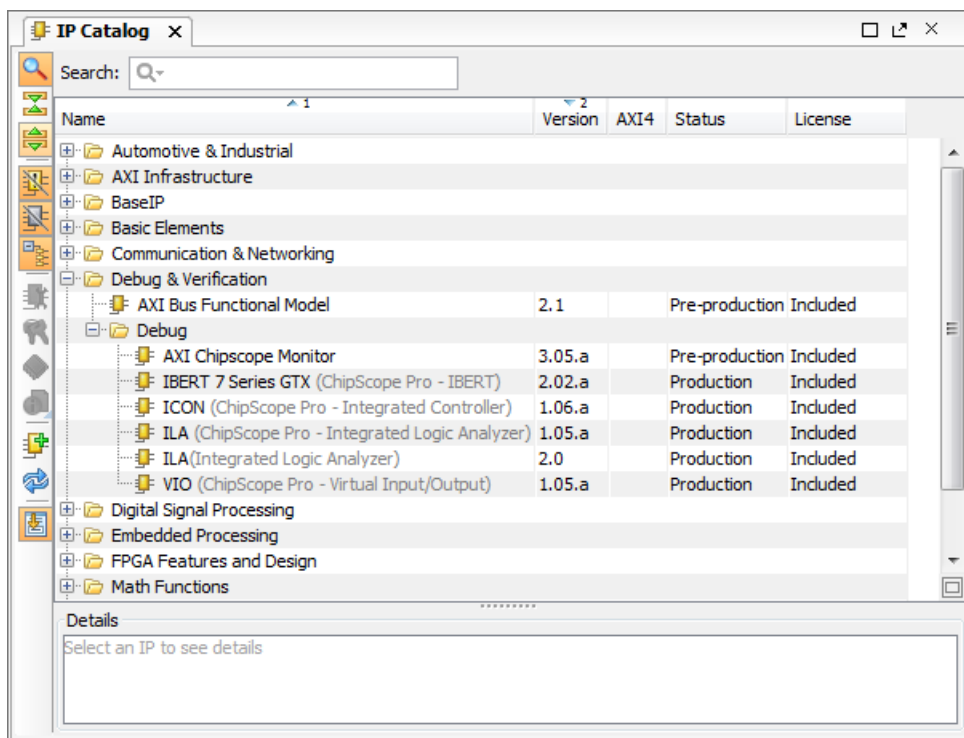 IP Catalog
Search:
Name 1 Version 2 AXI4 Status License
Automotive & Industrial
AXI Infrastructure
BaseIP
Basic Elements
Communication & Networking
Debug & Verification
AXI Bus Functional Model 2.1 Pre-production Included
Debug
AXI Chipscope Monitor 3.05.a Pre-production Included
IBERT 7 Series GTX (ChipScope Pro - IBERT) 2.02.a Production Included
ICON (ChipScope Pro - Integrated Controller) 1.06.a Production Included
ILA (ChipScope Pro - Integrated Logic Analyzer) 1.05.a Production Included
ILA(Integrated Logic Analyzer) 2.0 Production Included
VIO (ChipScope Pro - Virtual Input/Output) 1.05.a Production Included
Digital Signal Processing
Embedded Processing
FPGA Features and Design
Math Functions
Details
Select an IP to see details